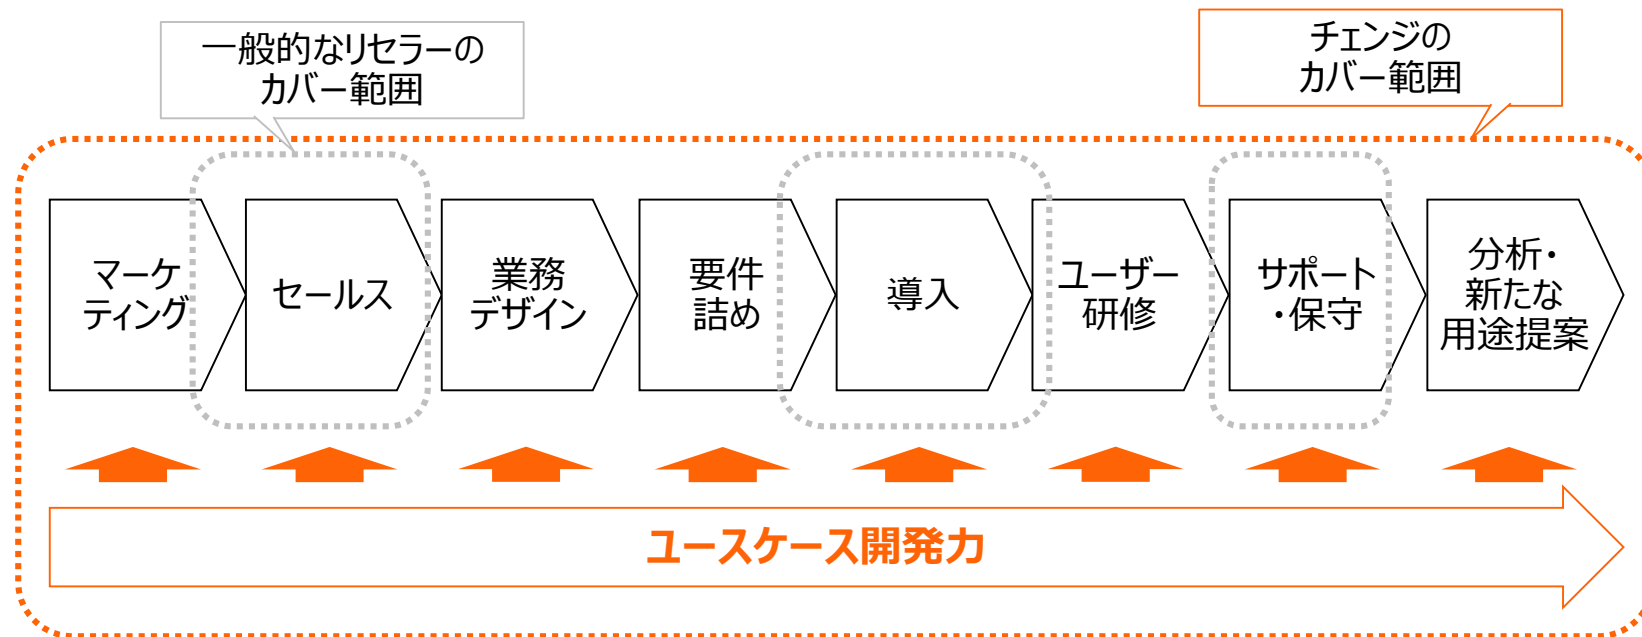 一般的なリセラーの
カバー範囲
チェンジの
カバー範囲
マーケ
ティング
セールス
業務
デザイン
要件
詰め
導入
ユーザー
研修
サポート
・保守
分析・
新たな
用途提案
ユースケース開発力